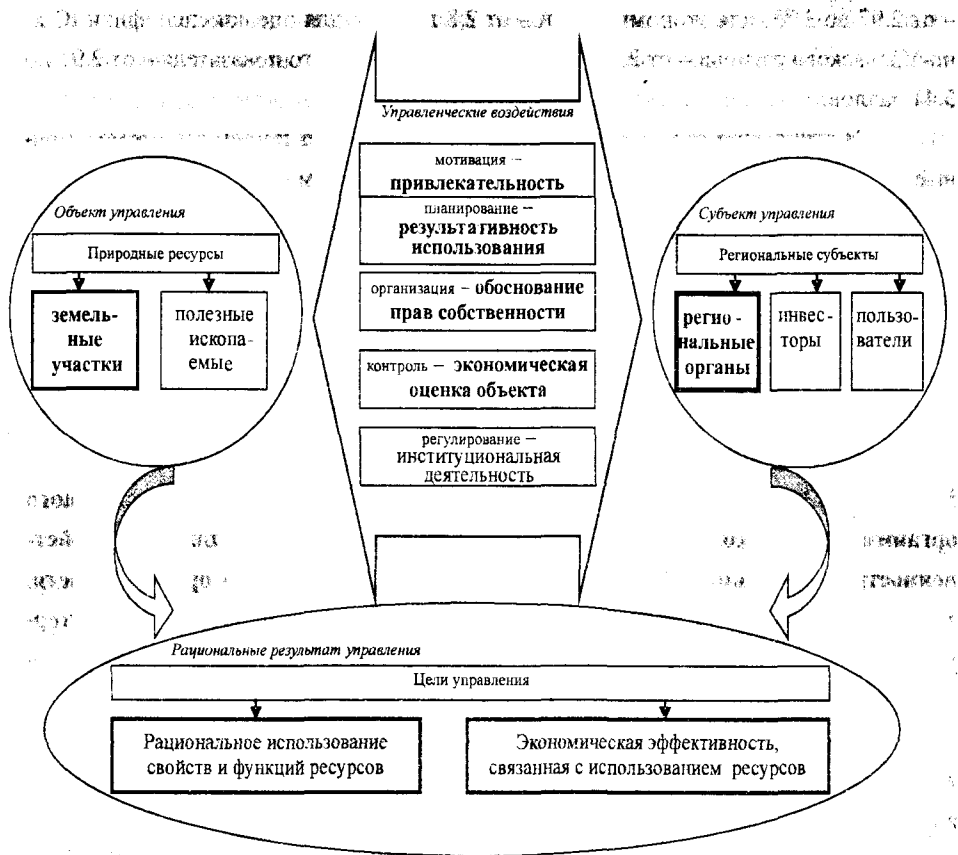 Управленческие воздействия
мотивация –
привлекательность
планирование –
результативность
использования
организация – обоснование
прав собственности
контроль – экономическая
оценка объекта
регулирование –
институциональная
деятельность
Объект управления
Природные ресурсы
земель-
ные
участки
полезные
ископа-
емые
Субъект управления
Региональные субъекты
регио -
нальные
органы
инвес-
торы
пользо-
ватели
Рациональные результат управления
Цели управления
Рациональное использование
свойств и функций ресурсов
Экономическая эффективность,
связанная с использованием ресурсов